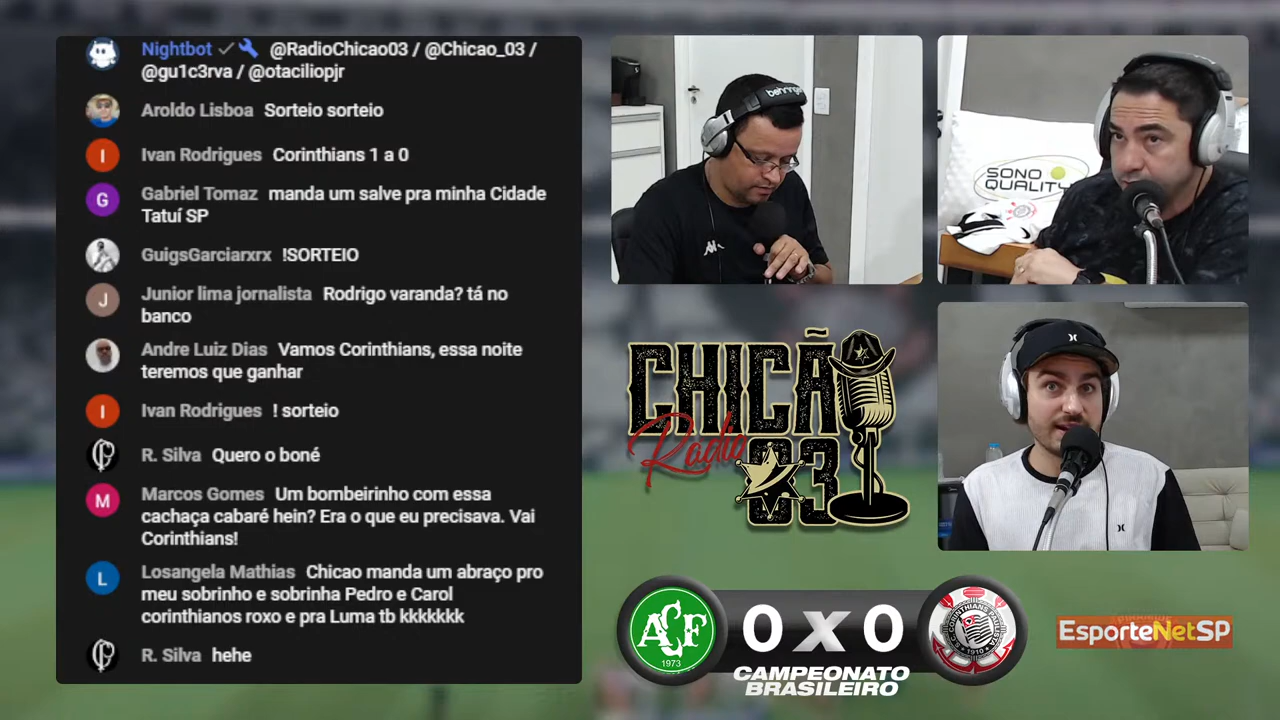 Nightbot @RadioChicao03 / @Chicao_03 /
@gu1c3rva / @otaciliopjr
Aroldo Lisboa Sorteio sorteio
I Ivan Rodrigues Corinthians 1 a 0
G Gabriel Tomaz manda um salve pra minha Cidade
Tatuí SP
GuigsGarciarxrx !SORTEIO
J Junior lima jornalista Rodrigo varanda? tá no
banco
Andre Luiz Dias Vamos Corinthians, essa noite
teremos que ganhar
I Ivan Rodrigues ! sorteio
R. Silva Quero o boné
M Marcos Gomes Um bombeirinho com essa
cachaça cabaré hein? Era o que eu precisava. Vai
Corinthians!
L Losangela Mathias Chicao manda um abraço pro
meu sobrinho e sobrinha Pedro e Carol
corinthianos roxo e pra Luma tb kkkkkkk
R. Silva hehe
behringer
SONO
QUALITY
CHICÃO
Radio
03
ACF
1973
0 X 0
CORINTHIANS PAULISTA
1910
CAMPEONATO
BRASILEIRO
EsporteNetSP